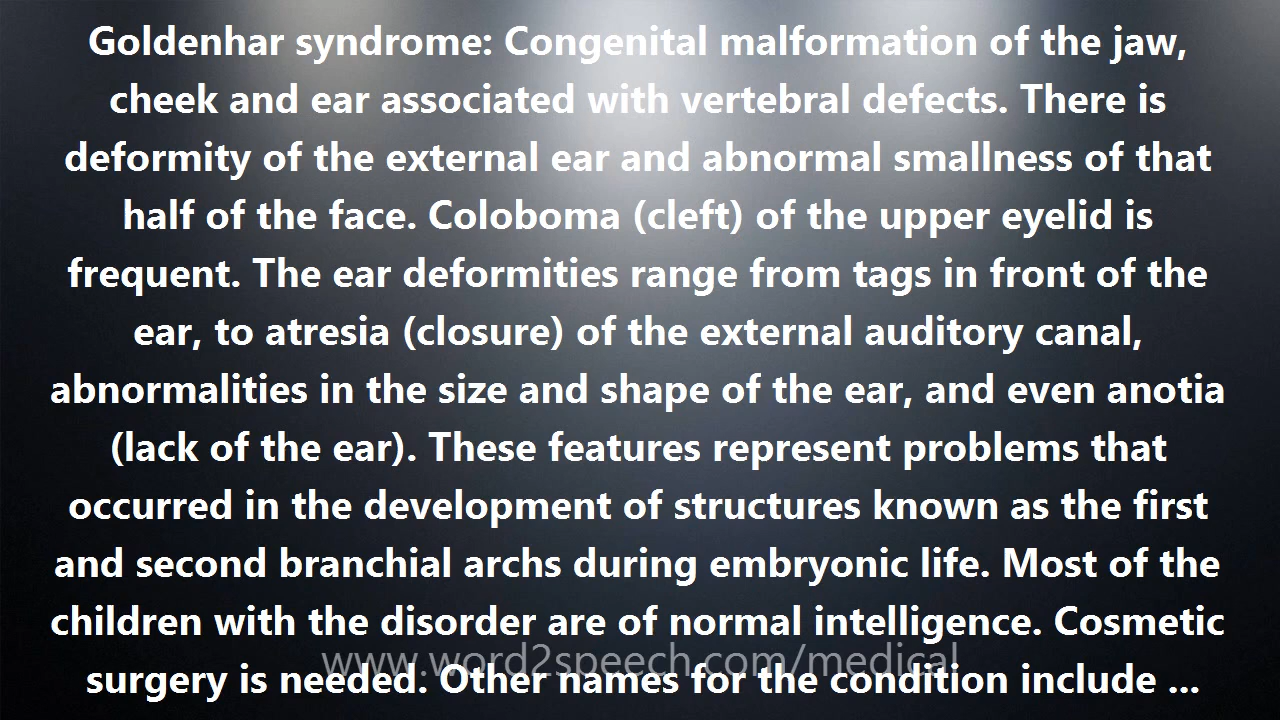 Goldenhar syndrome: Congenital malformation of the jaw,
cheek and ear associated with vertebral defects. There is
deformity of the external ear and abnormal smallness of that
half of the face. Coloboma (cleft) of the upper eyelid is
frequent. The ear deformities range from tags in front of the
ear, to atresia (closure) of the external auditory canal,
abnormalities in the size and shape of the ear, and even anotia
(lack of the ear). These features represent problems that
occurred in the development of structures known as the first
and second branchial archs during embryonic life. Most of the
children with the disorder are of normal intelligence. Cosmetic
www.word2speech.com/medical
surgery is needed. Other names for the condition include ...